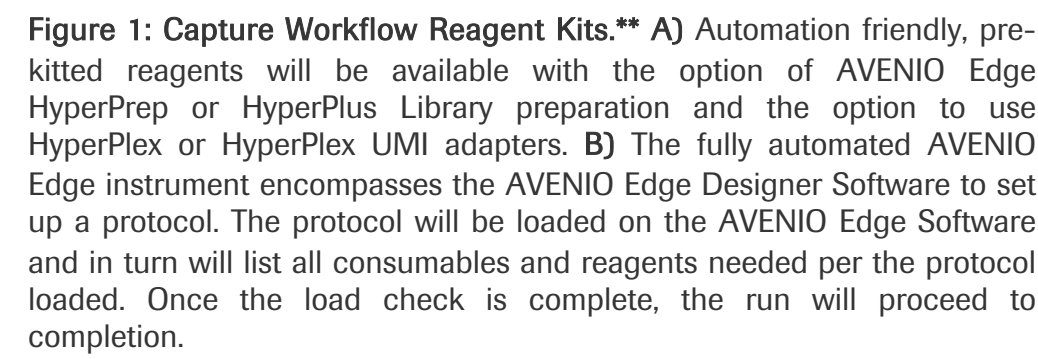 Figure 1: Capture Workflow Reagent Kits.** A) Automation friendly, pre-
kitted reagents will be available with the option of AVENIO Edge
HyperPrep or HyperPlus Library preparation and the option to use
HyperPlex or HyperPlex UMI adapters. B) The fully automated AVENIO
Edge instrument encompasses the AVENIO Edge Designer Software to set
up a protocol. The protocol will be loaded on the AVENIO Edge Software
and in turn will list all consumables and reagents needed per the protocol
loaded. Once the load check is complete, the run will proceed to
completion.